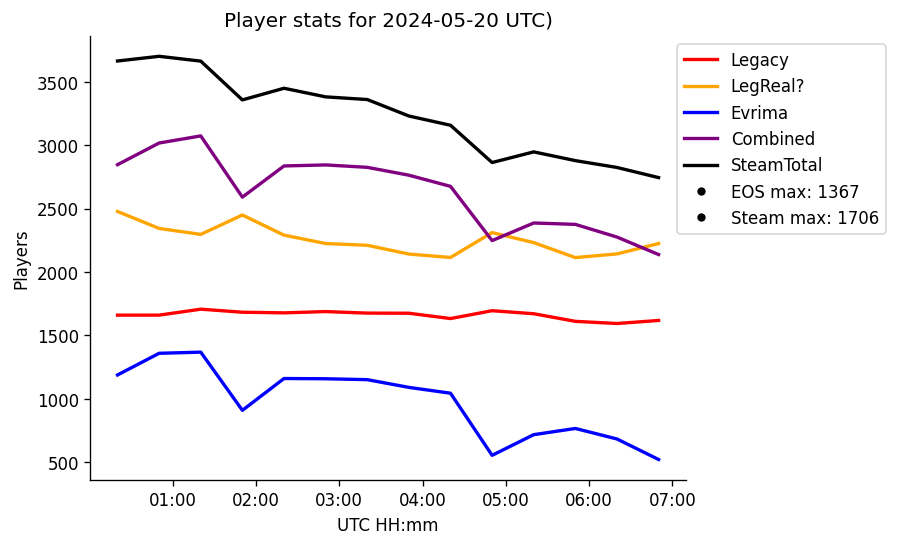 Player stats for 2024-05-20 UTC)
Players
3500
3000
2500
2000
1500
1000
500
01:00 02:00 03:00 04:00 05:00 06:00 07:00
UTC HH:mm
Legacy
LegReal?
Evrima
Combined
SteamTotal
EOS max: 1367
Steam max: 1706